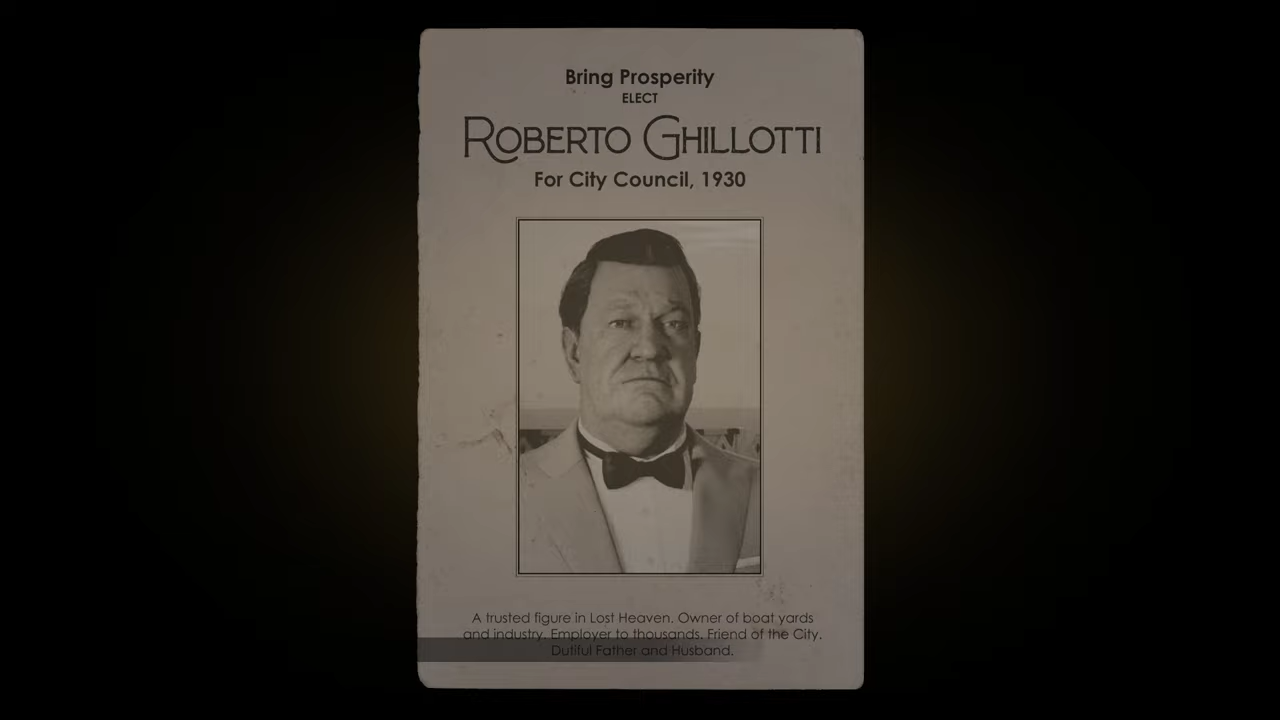 Bring Prosperity
ELECT
ROBERTO GHILLOTTI
For City Council, 1930
A trusted figure in Lost Heaven. Owner of boat yards
and industry. Employer to thousands. Friend of the City.
Dutiful Father and Husband.